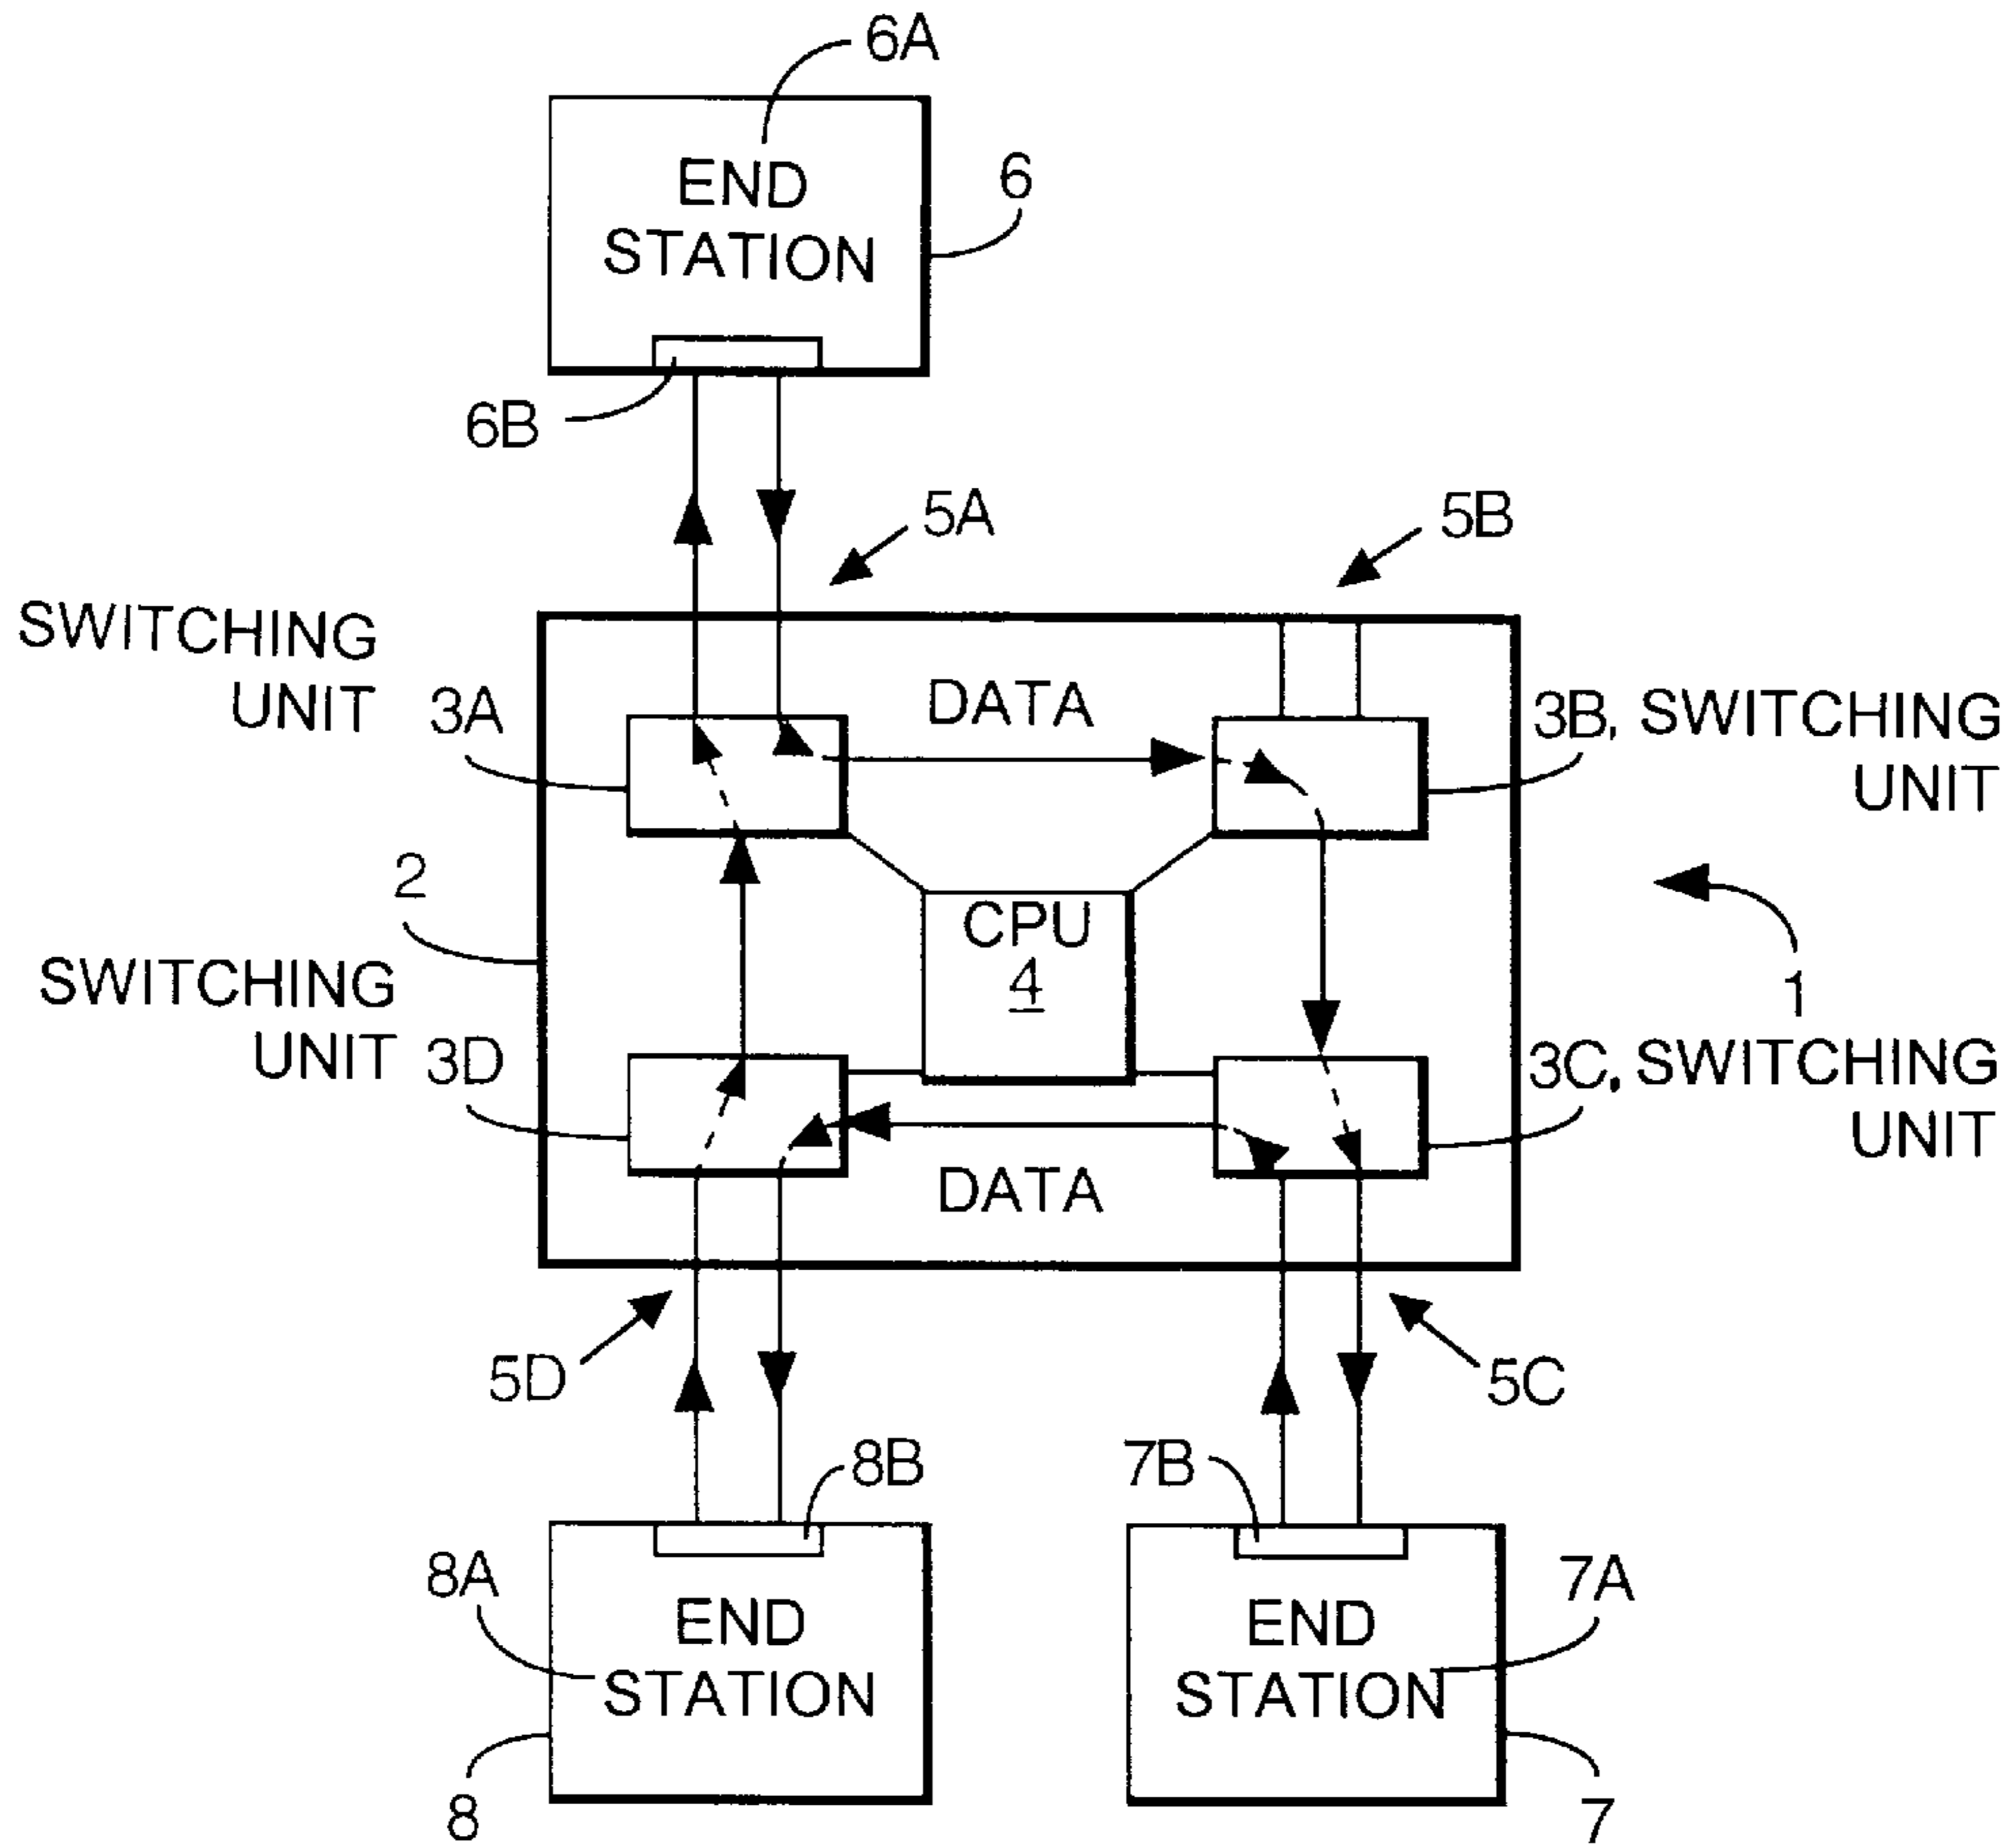 6A
END
STATION
6
6B
5A
5B
SWITCHING
UNIT
3A
DATA
3B, SWITCHING
UNIT
2
CPU
4
1
SWITCHING
UNIT
3D
3C, SWITCHING
UNIT
DATA
5D
5C
8B
7B
8A
END
STATION
7A
END
STATION
8
7